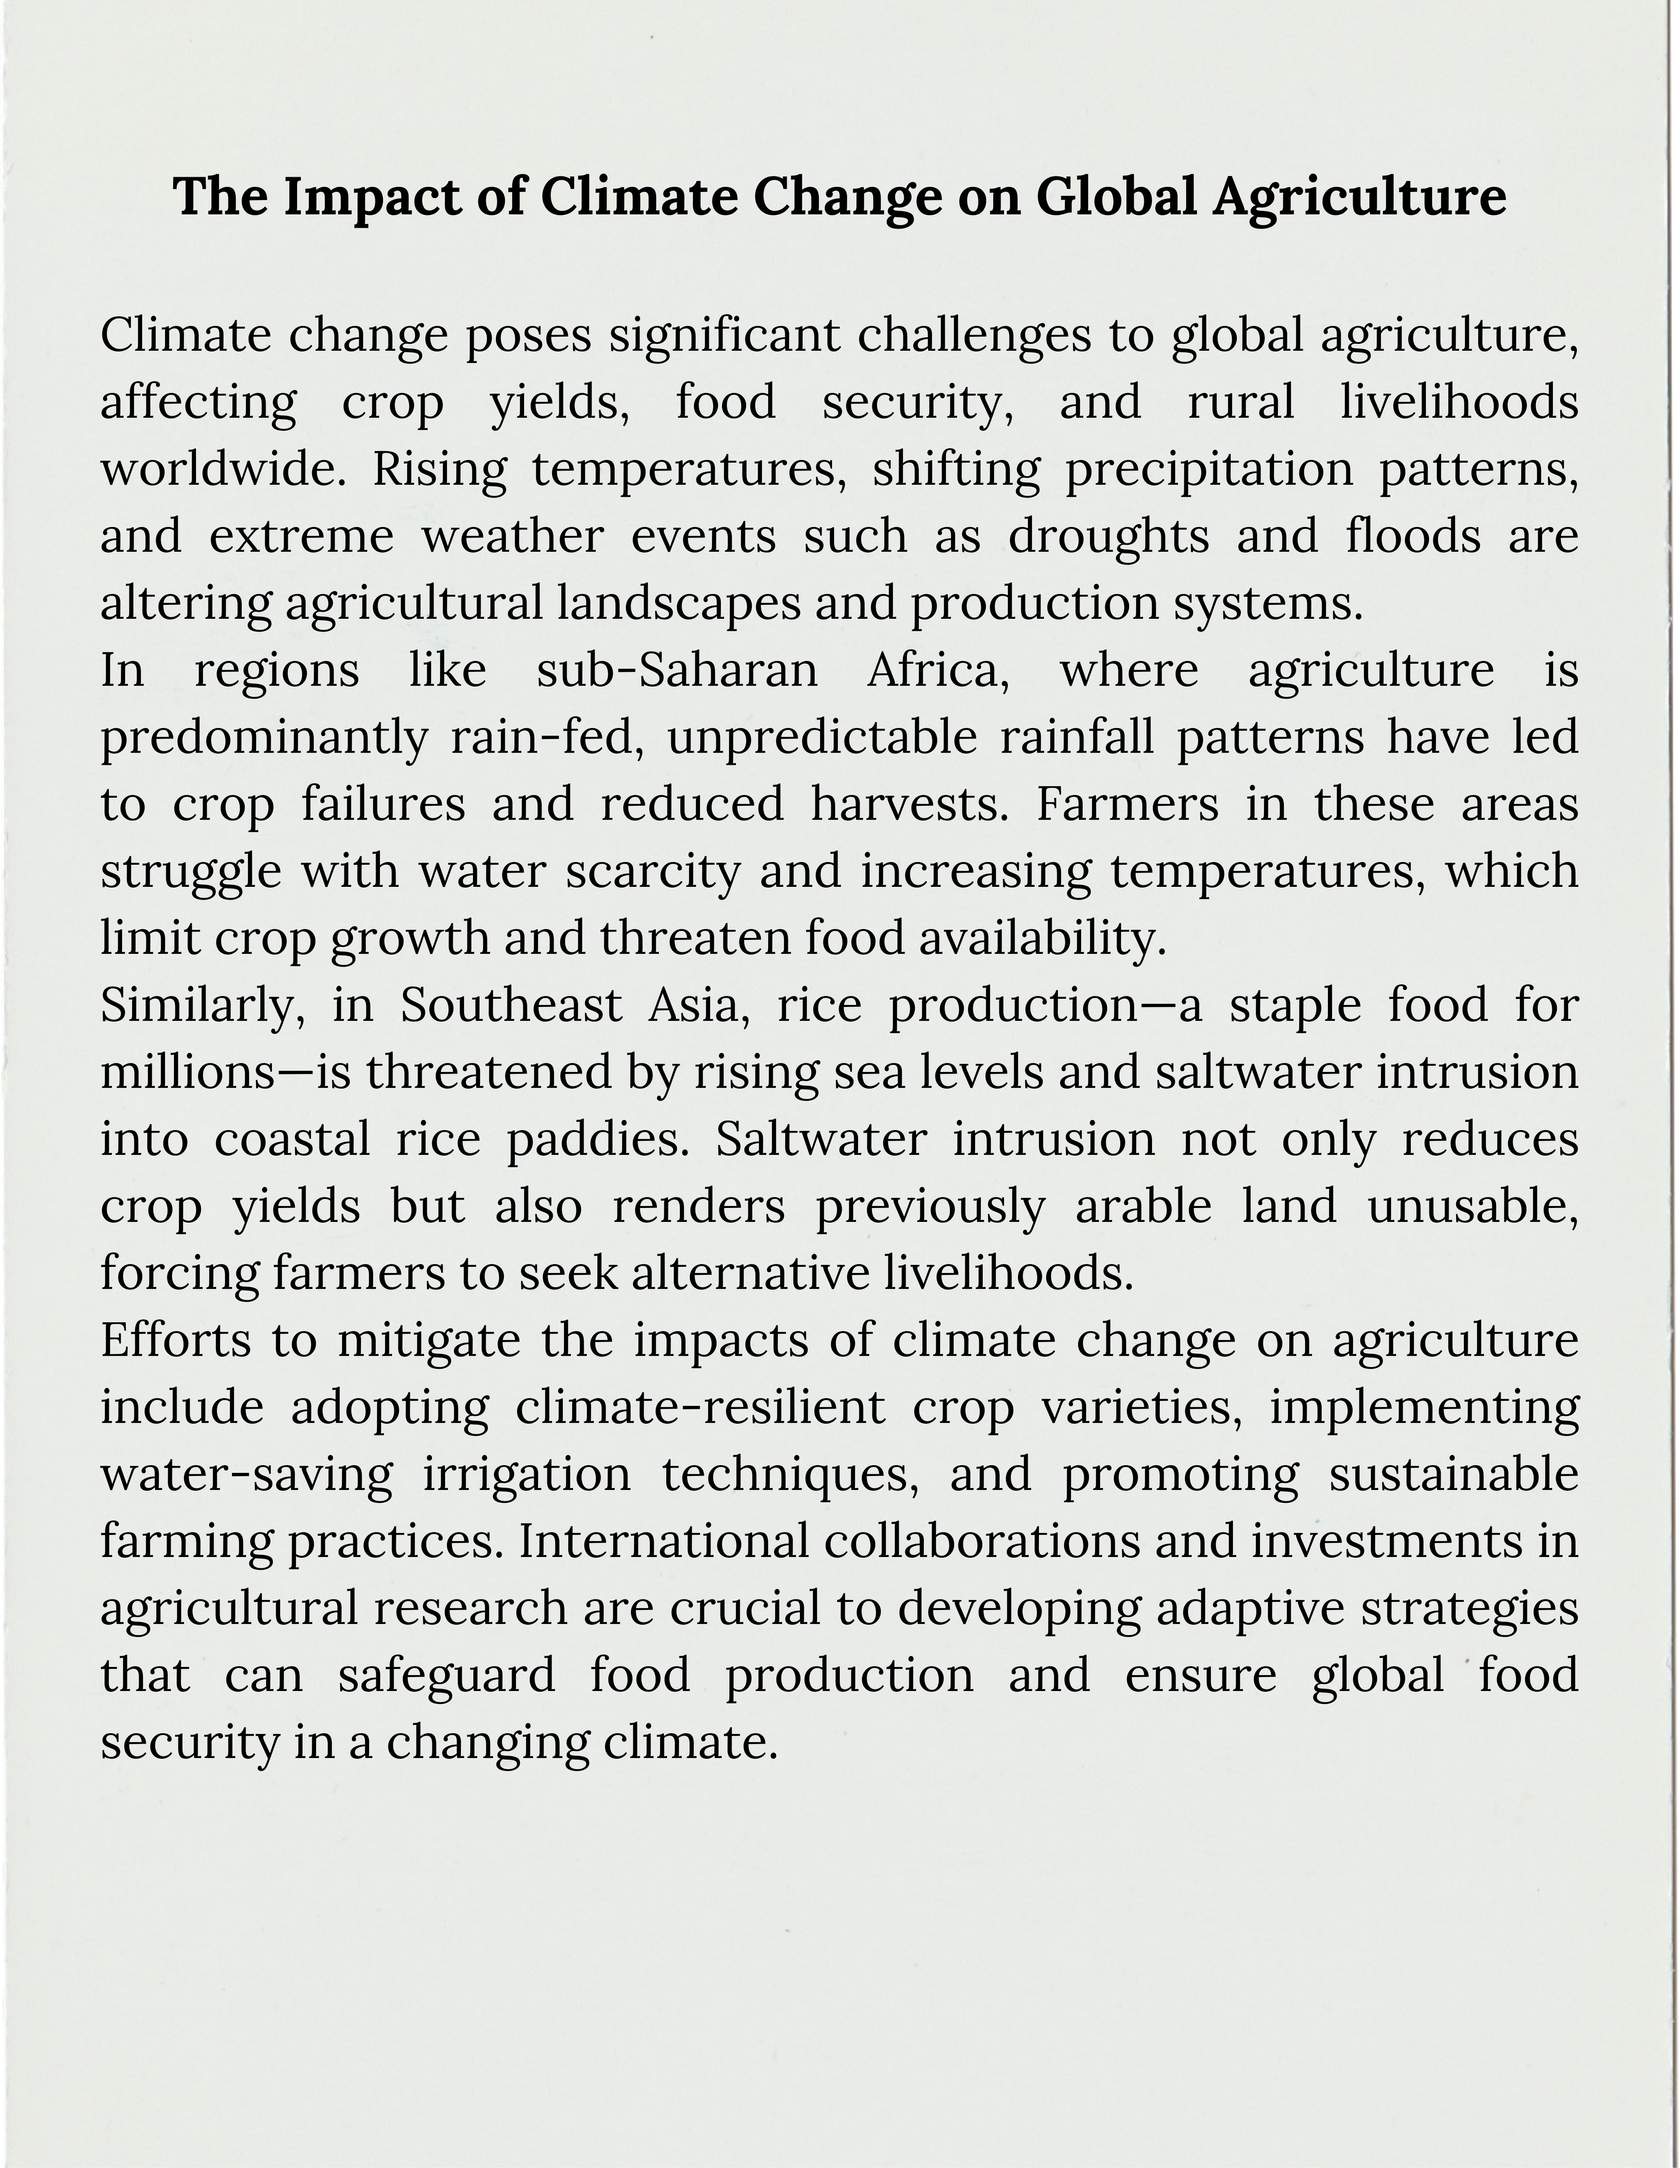 The Impact of Climate Change on Global Agriculture
Climate change poses significant challenges to global agriculture,
affecting crop yields, food security, and rural livelihoods
worldwide. Rising temperatures, shifting precipitation patterns,
and extreme weather events such as droughts and floods are
altering agricultural landscapes and production systems.
In regions like sub-Saharan Africa, where agriculture is
predominantly rain-fed, unpredictable rainfall patterns have led
to crop failures and reduced harvests. Farmers in these areas
struggle with water scarcity and increasing temperatures, which
limit crop growth and threaten food availability.
Similarly, in Southeast Asia, rice production—a staple food for
millions—is threatened by rising sea levels and saltwater intrusion
into coastal rice paddies. Saltwater intrusion not only reduces
crop yields but also renders previously arable land unusable,
forcing farmers to seek alternative livelihoods.
Efforts to mitigate the impacts of climate change on agriculture
include adopting climate-resilient crop varieties, implementing
water-saving irrigation techniques, and promoting sustainable
farming practices. International collaborations and investments in
agricultural research are crucial to developing adaptive strategies
that can safeguard food production and ensure global food
security in a changing climate.